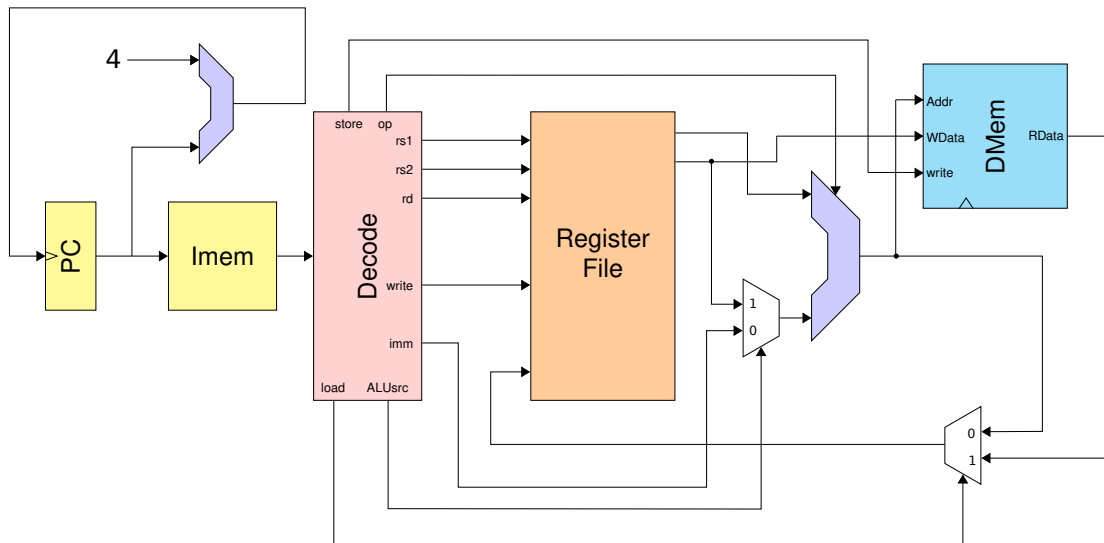 4
store op
rs1
rs2
rd
write
imm
load ALUsrc
Decode
PC
Imem
Register
File
1
0
Addr
WData
write
RData
DMem
0
1